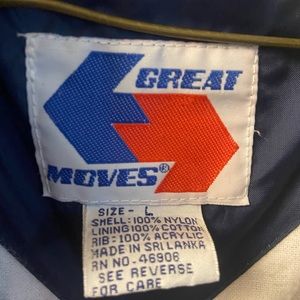 GREAT
MOVES®
SIZE- L
SHELL:100% NYLON
LINING:100% COTTON
RIB: 100% ACRYLIC
MADE IN SRI LANKA
RN NO-46906
SEE REVERSE
FOR CARE